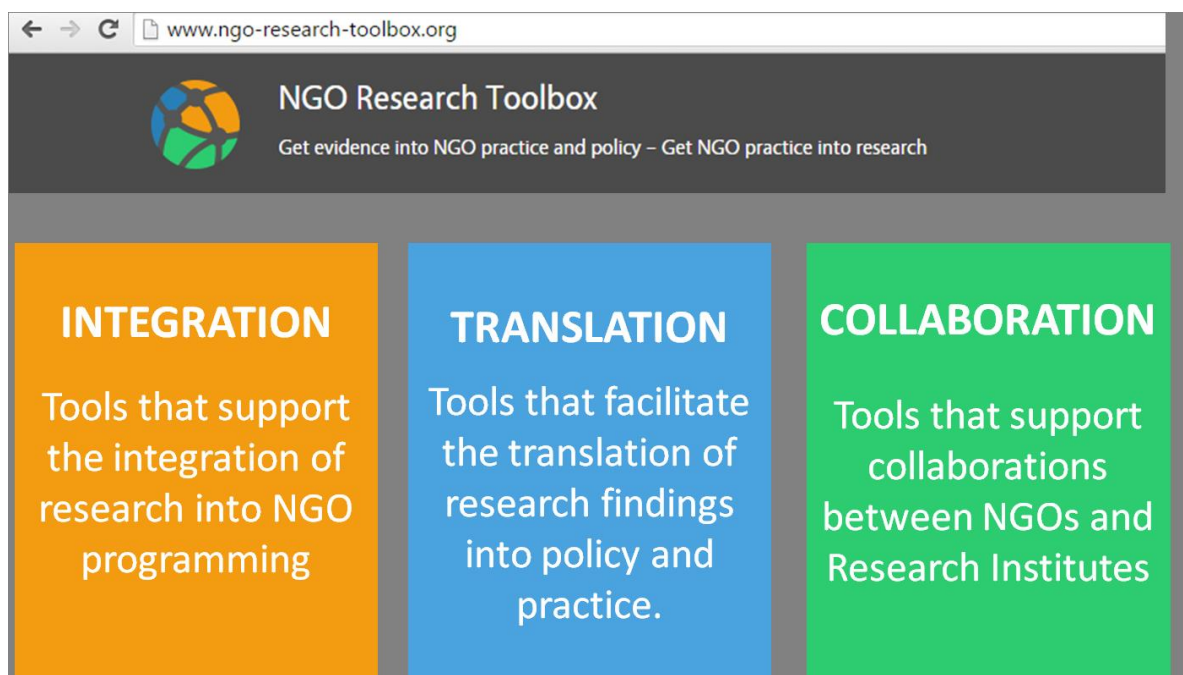 www.ngo-research-toolbox.org
NGO Research Toolbox
Get evidence into NGO practice and policy – Get NGO practice into research
INTEGRATION
Tools that support
the integration of
research into NGO
programming
TRANSLATION
Tools that facilitate
the translation of
research findings
into policy and
practice.
COLLABORATION
Tools that support
collaborations
between NGOs and
Research Institutes